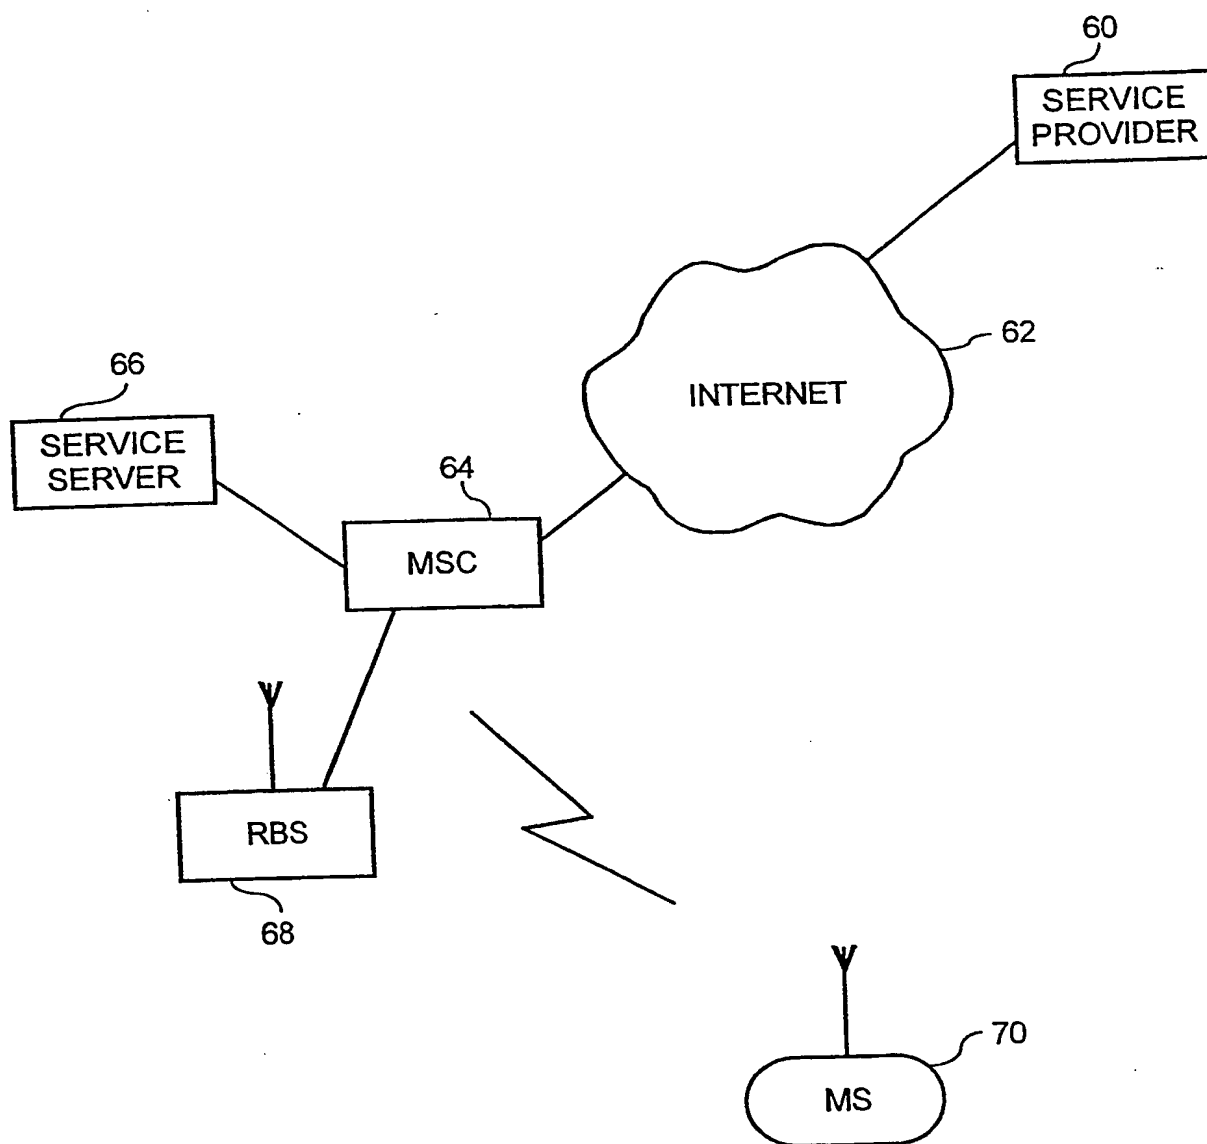 60
SERVICE
PROVIDER
62
INTERNET
66
SERVICE
SERVER
64
MSC
RBS
68
70
MS